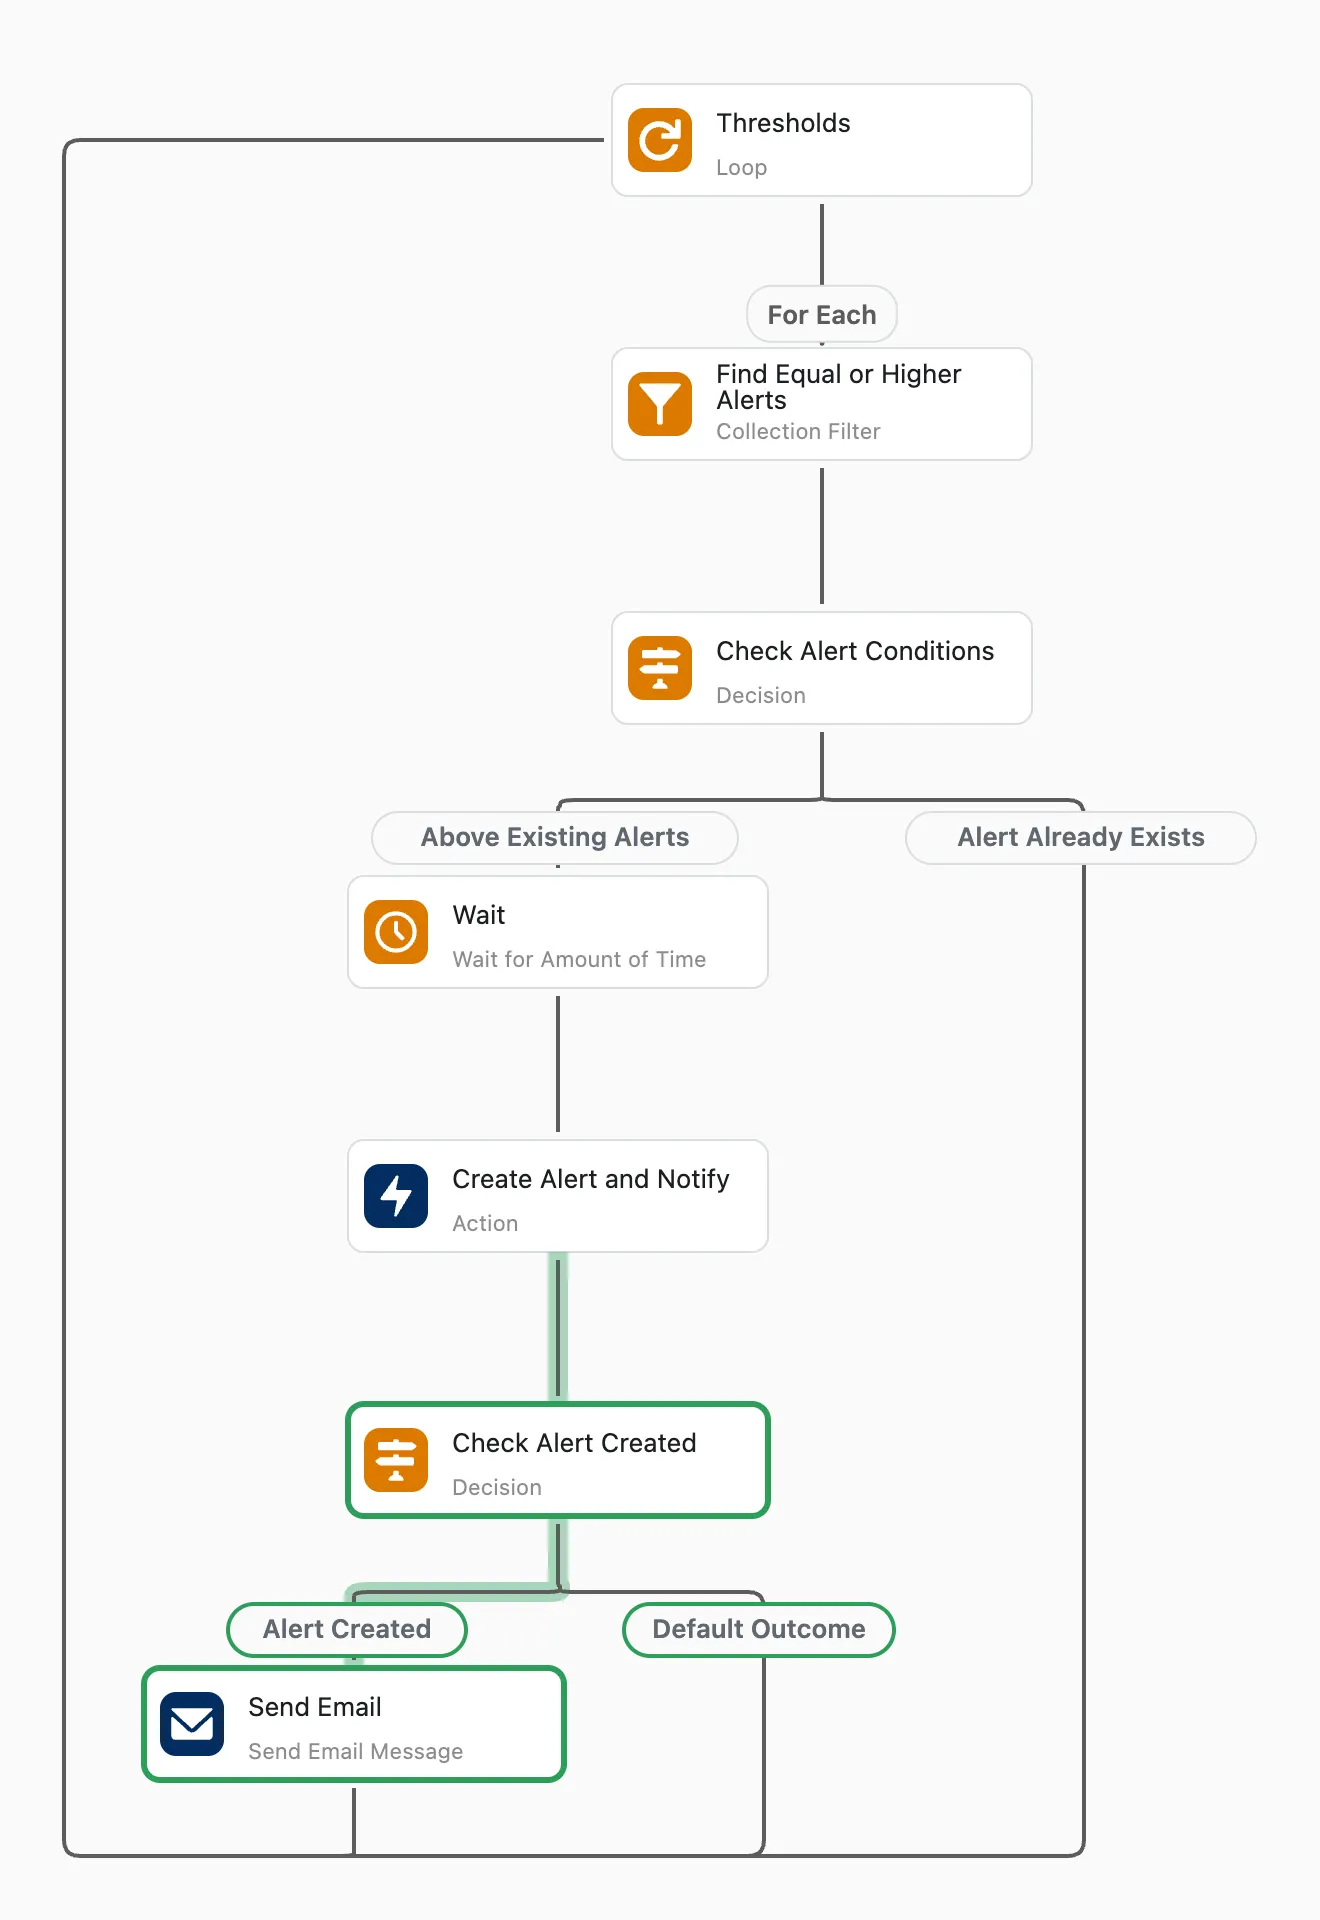 Thresholds
Loop
For Each
Find Equal or Higher
Alerts
Collection Filter
Check Alert Conditions
Decision
Above Existing Alerts
Alert Already Exists
Wait
Wait for Amount of Time
Create Alert and Notify
Action
Check Alert Created
Decision
Alert Created
Default Outcome
Send Email
Send Email Message